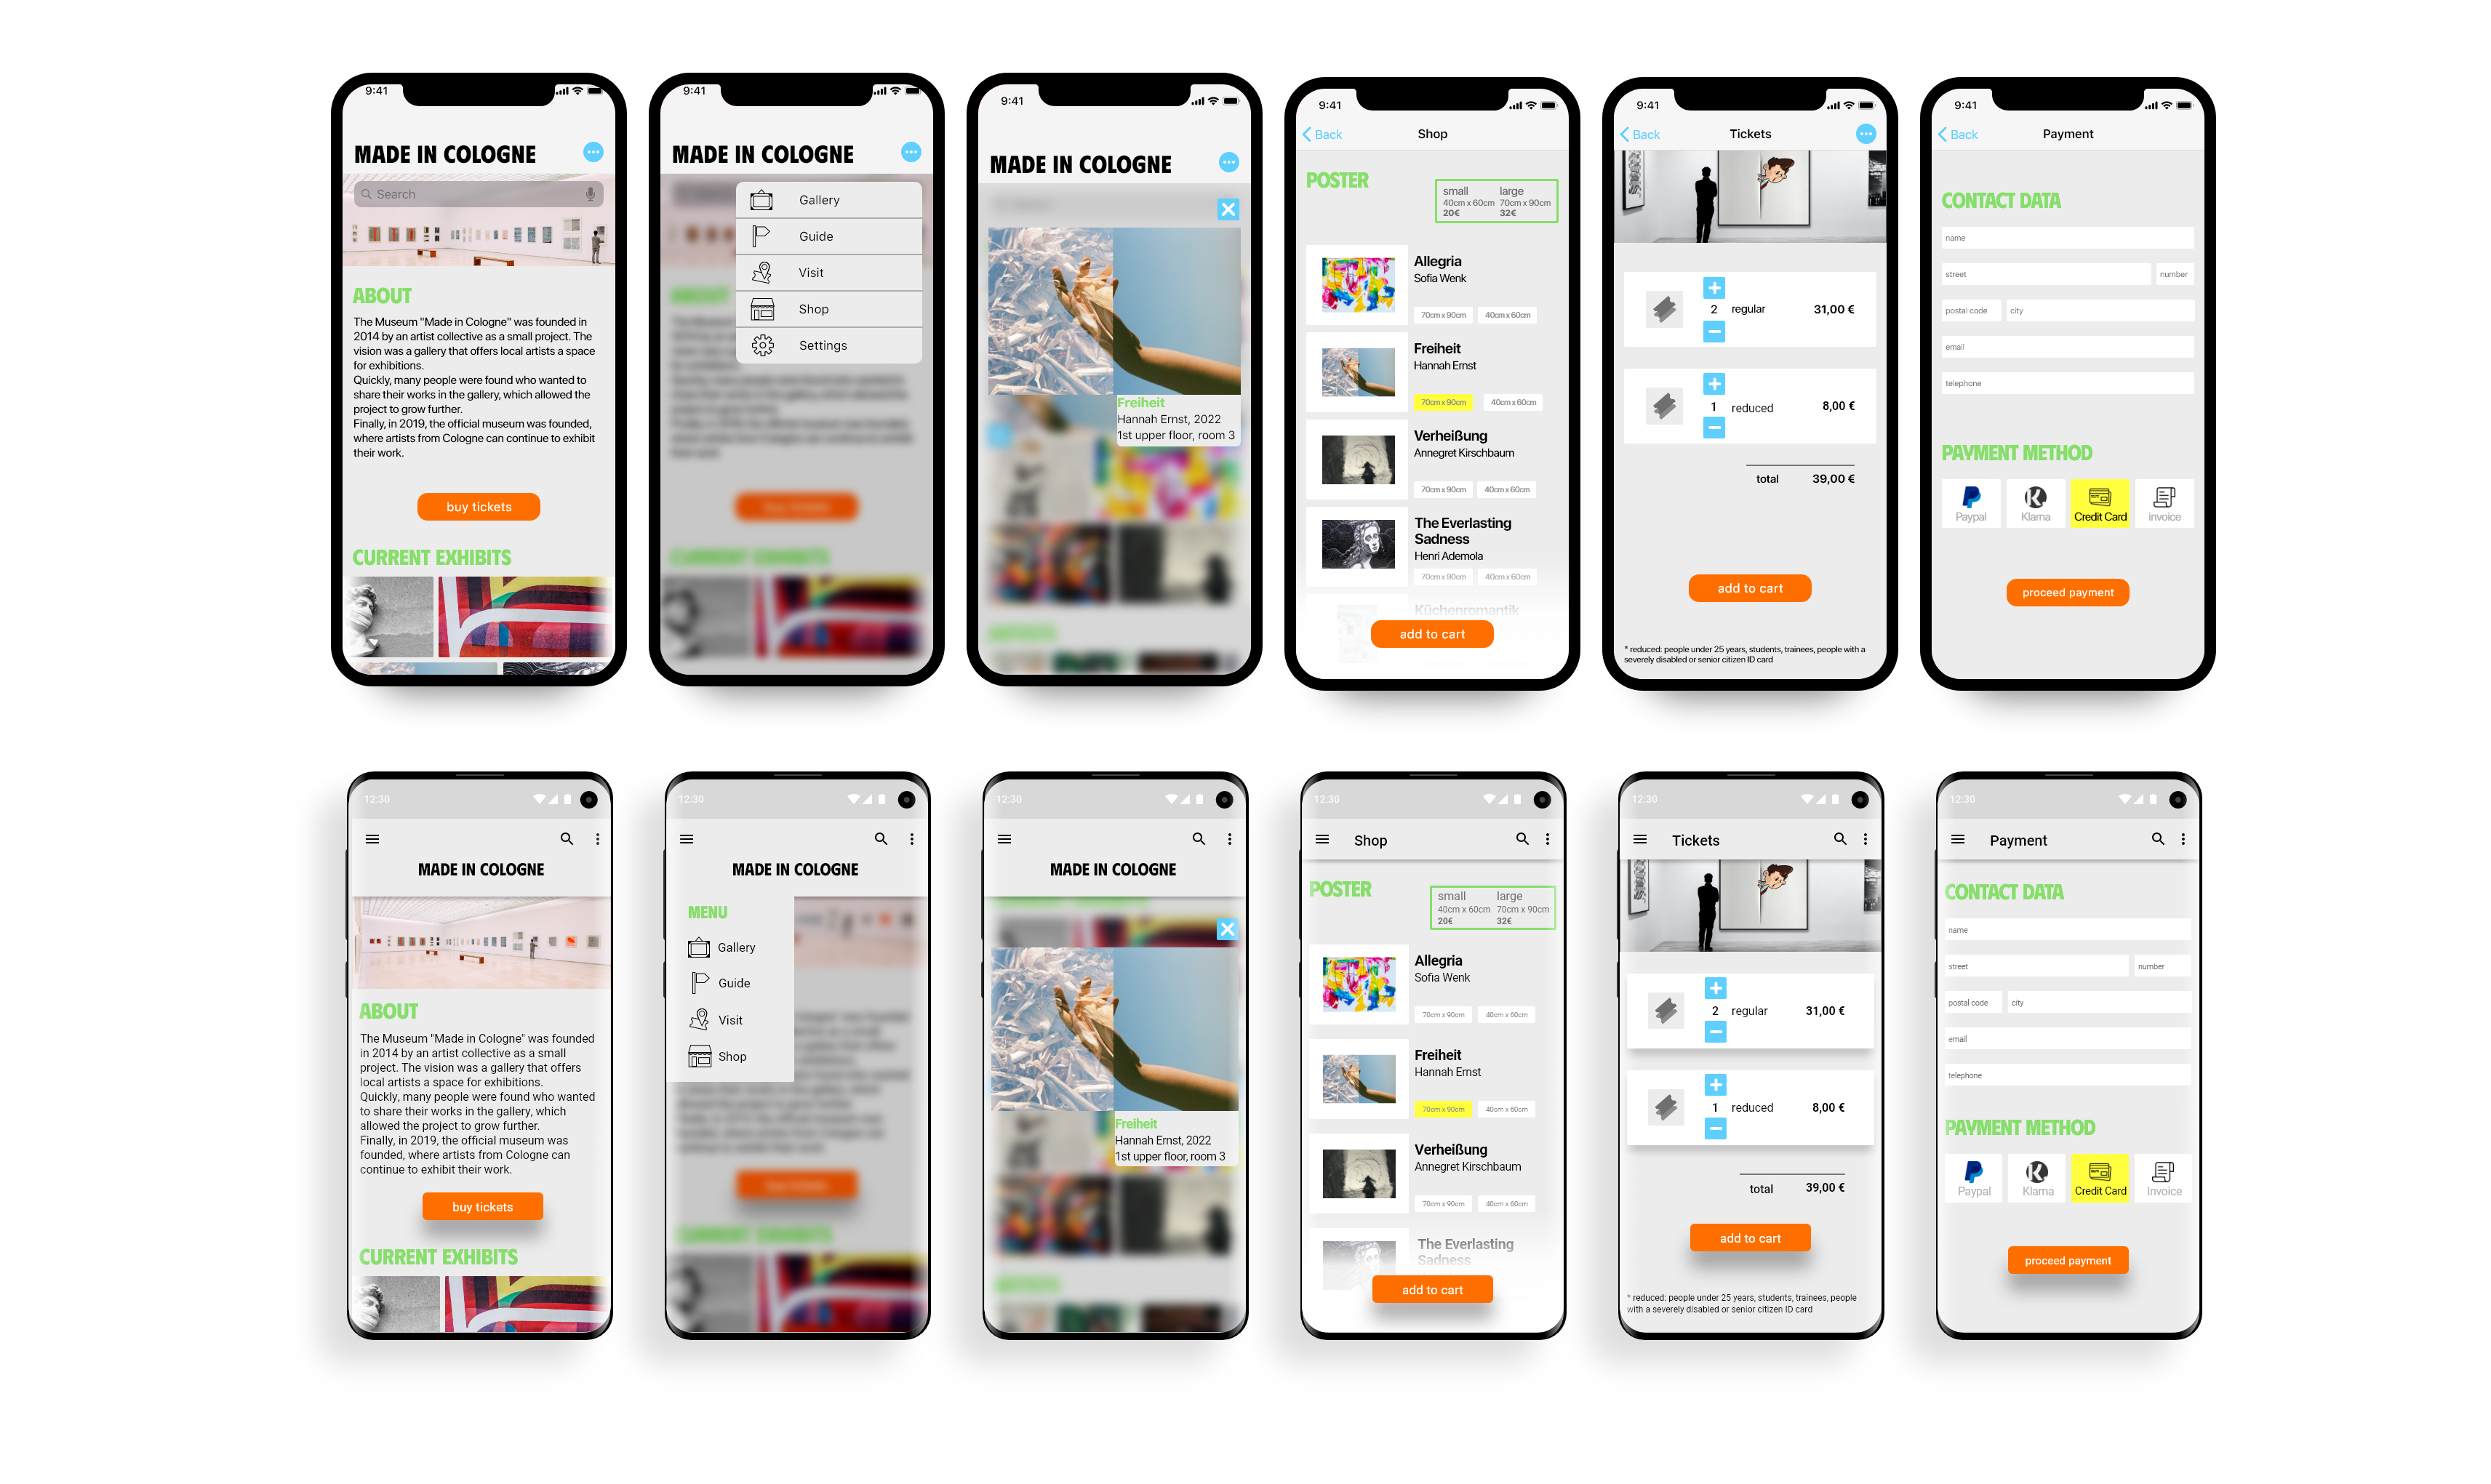 9:41
MADE IN COLOGNE
Search
ABOUT
The Museum "Made in Cologne" was founded in
2014 by an artist collective as a small project. The
vision was a gallery that offers local artists a space
for exhibitions.
Quickly, many people were found who wanted to
share their works in the gallery, which allowed the
project to grow further.
Finally, in 2019, the official museum was founded,
where artists from Cologne can continue to exhibit
their work.
buy tickets
CURRENT EXHIBITS
9:41
MADE IN COLOGNE
Gallery
Guide
Visit
Shop
Settings
ABOUT
buy tickets
CURRENT EXHIBITS
9:41
MADE IN COLOGNE
Freiheit
Hannah Ernst, 2022
1st upper floor, room 3
ARTISTS
9:41
Back
Shop
POSTER
small large
40cm x 60cm 70cm x 90cm
20€ 32€
Allegria
Sofia Wenk
70cm x 90cm 40cm x 60cm
Freiheit
Hannah Ernst
70cm x 90cm 40cm x 60cm
Verheißung
Annegret Kirschbaum
70cm x 90cm 40cm x 60cm
The Everlasting
Sadness
Henri Ademola
70cm x 90cm 40cm x 60cm
Küchenromantik
add to cart
9:41
Back
Tickets
2 regular 31,00 €
1 reduced 8,00 €
total 39,00 €
add to cart
* reduced: people under 25 years, students, trainees, people with a
severely disabled or senior citizen ID card
9:41
Back
Payment
CONTACT DATA
name
street number
postal code city
email
telephone
PAYMENT METHOD
Paypal Klarna Credit Card invoice
proceed payment
12:30
MADE IN COLOGNE
ABOUT
The Museum "Made in Cologne" was founded
in 2014 by an artist collective as a small
project. The vision was a gallery that offers
local artists a space for exhibitions.
Quickly, many people were found who wanted
to share their works in the gallery, which
allowed the project to grow further.
Finally, in 2019, the official museum was
founded, where artists from Cologne can
continue to exhibit their work.
buy tickets
CURRENT EXHIBITS
12:30
MADE IN COLOGNE
MENU
Gallery
Guide
Visit
Shop
buy tickets
CURRENT EXHIBITS
12:30
MADE IN COLOGNE
CURRENT EXHIBITS
Freiheit
Hannah Ernst, 2022
1st upper floor, room 3
ARTISTS
12:30
Shop
POSTER
small large
40cm x 60cm 70cm x 90cm
20€ 32€
Allegria
Sofia Wenk
70cm x 90cm 40cm x 60cm
Freiheit
Hannah Ernst
70cm x 90cm 40cm x 60cm
Verheißung
Annegret Kirschbaum
70cm x 90cm 40cm x 60cm
The Everlasting
Sadness
add to cart
12:30
Tickets
2 regular 31,00 €
1 reduced 8,00 €
total 39,00 €
add to cart
* reduced: people under 25 years, students, trainees, people
with a severely disabled or senior citizen ID card
12:30
Payment
CONTACT DATA
name
street number
postal code city
email
telephone
PAYMENT METHOD
Paypal Klarna Credit Card Invoice
proceed payment